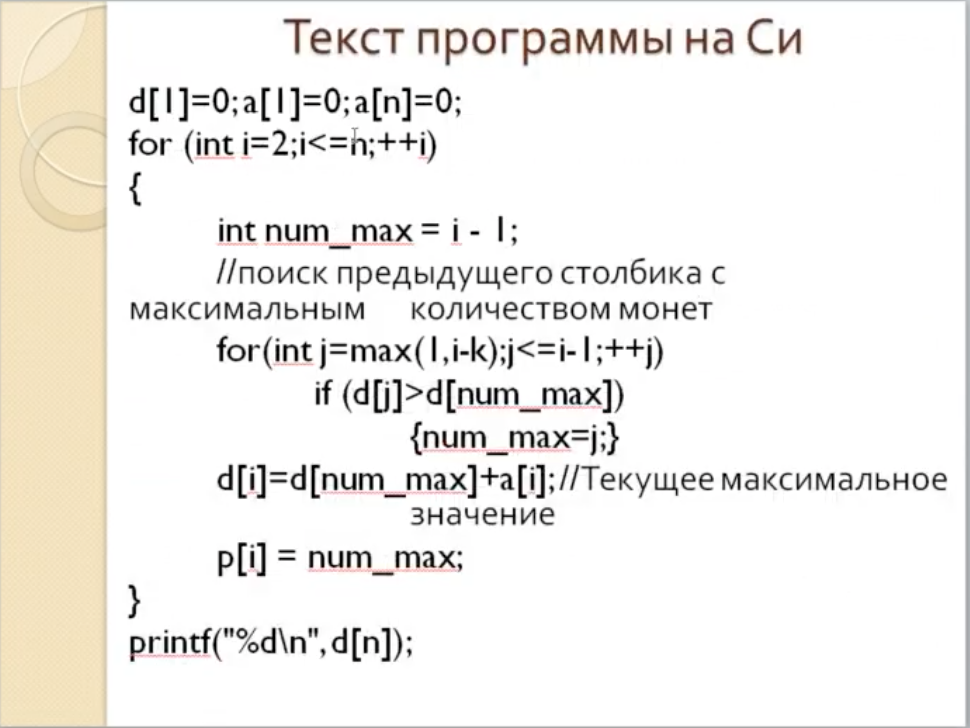 Текст программы на Си
d[1]=0;a[1]=0;a[n]=0;
for (int i=2;i<=n;++i)
{
int num_max = i - 1;
//поиск предыдущего столбика с
максимальным количеством монет
for(int j=max(1,i-k);j<=i-1;++j)
if (d[j]>d[num_max])
{num_max=j;}
d[i]=d[num_max]+a[i];//Текущее максимальное
значение
p[i] = num_max;
}
printf("%d\n",d[n]);